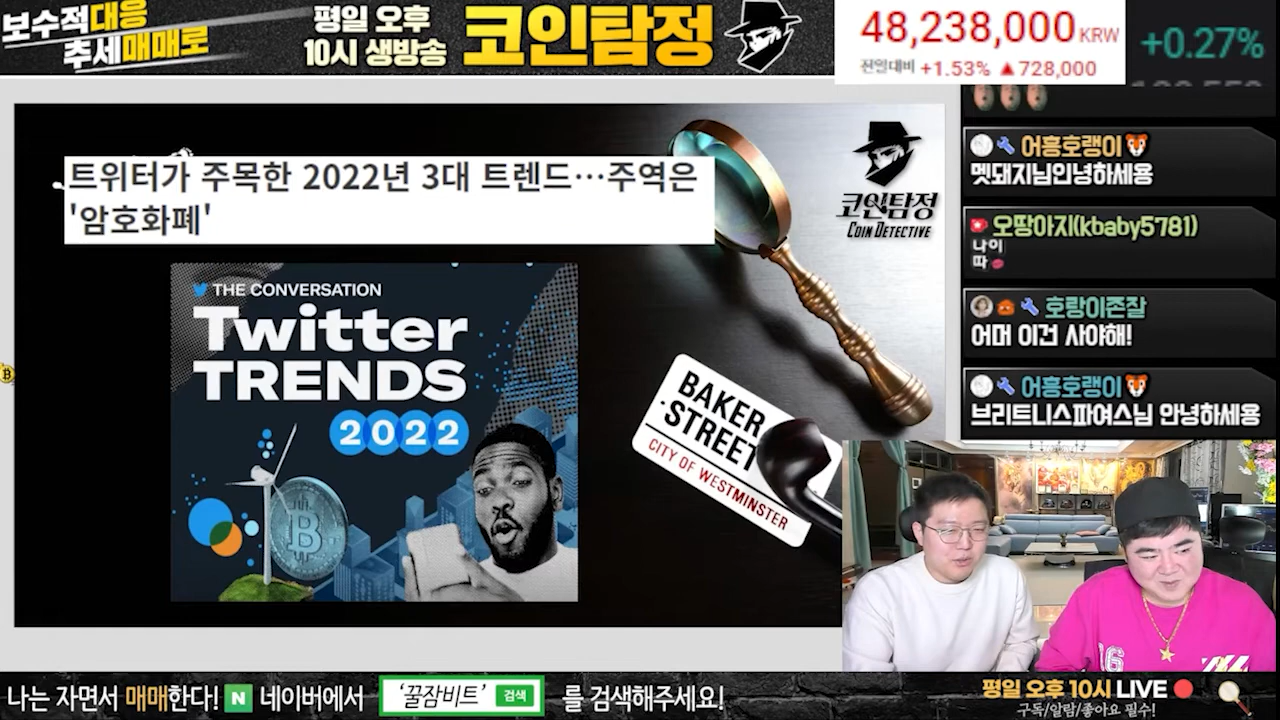 보수적대응
추세매매로
평일 오후
10시 생방송
코인탐정
48,238,000 KRW
전일대비 +1.53% ▲728,000
+0.27%
트위터가 주목한 2022년 3대 트렌드…주역은
'암호화폐'
코인탐정
COIN DETECTIVE
THE CONVERSATION
Twitter
TRENDS
2022
BAKER
STREET
CITY OF WESTMINSTER
어흥호랭이
멧돼지님안녕하세용
오땅아지(kbaby5781)
나이
따
호랑이존잘
어머 이건 사야해!
어흥호랭이
브리트니스파여스님 안녕하세용
나는 자면서 매매한다! N 네이버에서 '꿀잠비트' 검색 를 검색해주세요!
평일 오후 10시 LIVE
구독/알람/좋아요 필수!